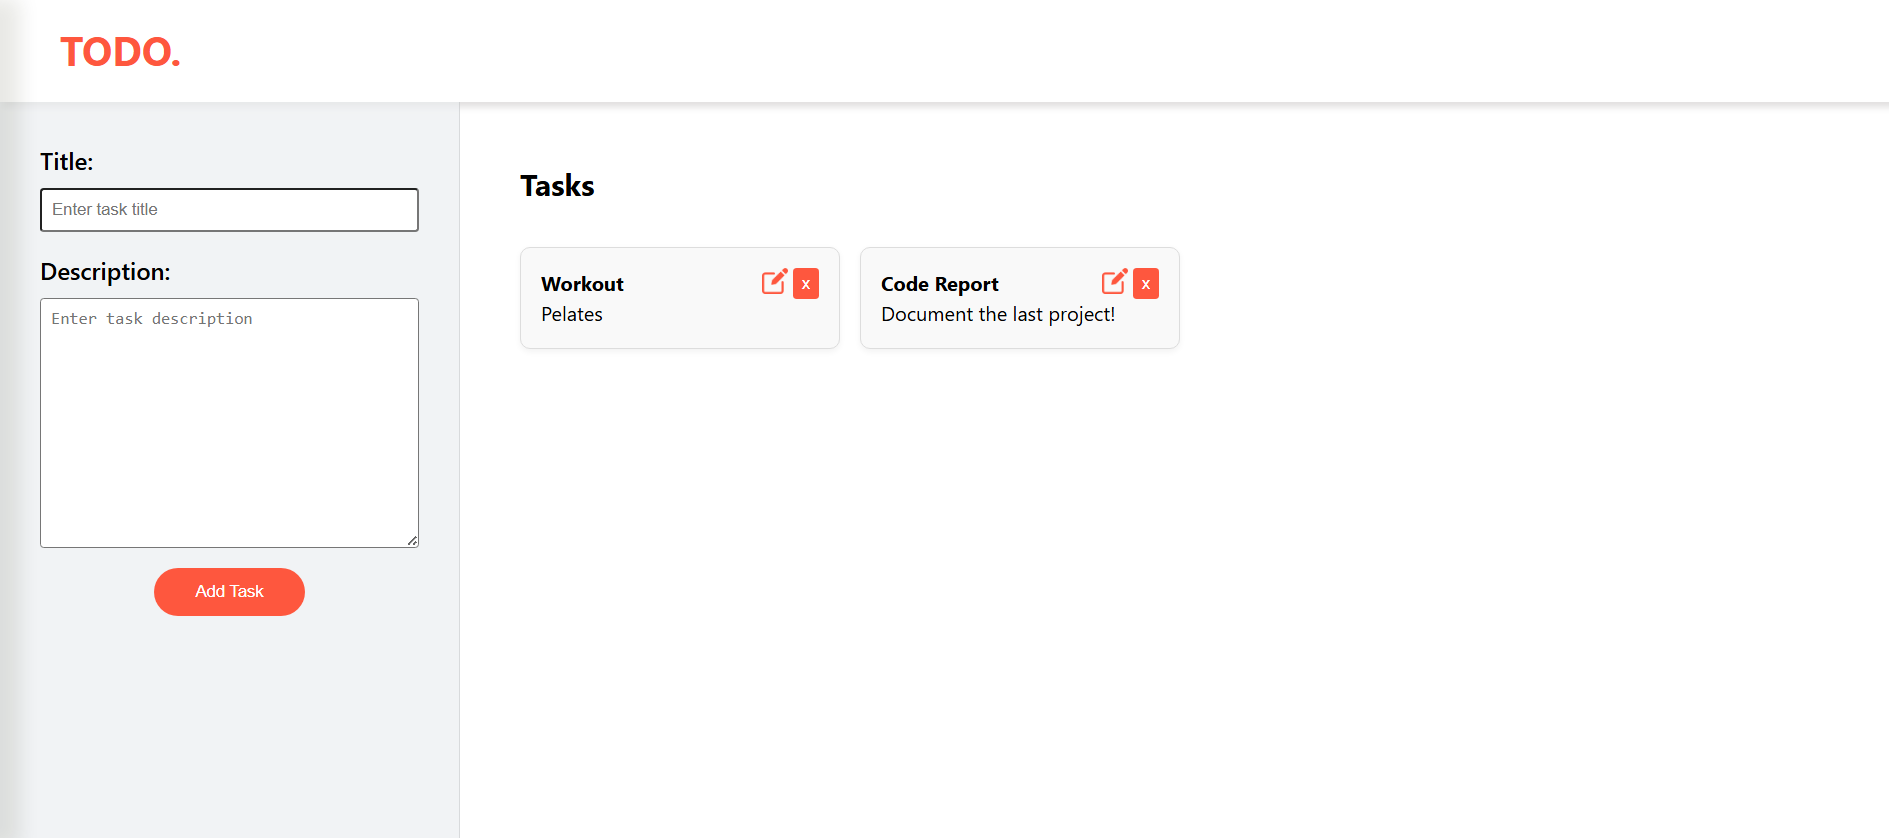 TODO.
Title:
Enter task title
Description:
Enter task description
Add Task
Tasks
Workout
x
Pelates
Code Report
x
Document the last project!